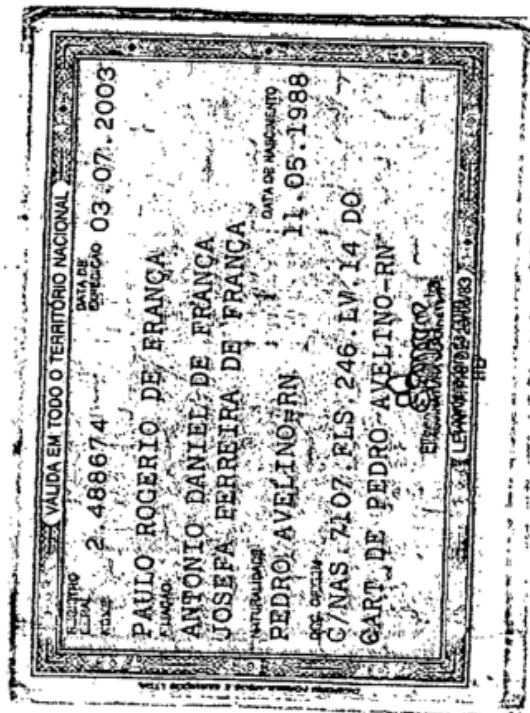 VÁLIDA EM TODO O TERRITÓRIO NACIONAL
REGISTRO GERAL 2.488674 DATA DE EXPEDIÇÃO 03.07.2003
PAULO ROGERIO DE FRANÇA
FILIAÇÃO
ANTONIO DANIEL DE FRANÇA
JOSEFA FERREIRA DE FRANÇA
NATURALIDADE DATA DE NASCIMENTO
PEDRO AVELINO-RN 11.05.1988
DOC ORIGEM
C/NAS 7107 FLS 246 LV 14 DO
CART DE PEDRO AVELINO-RN